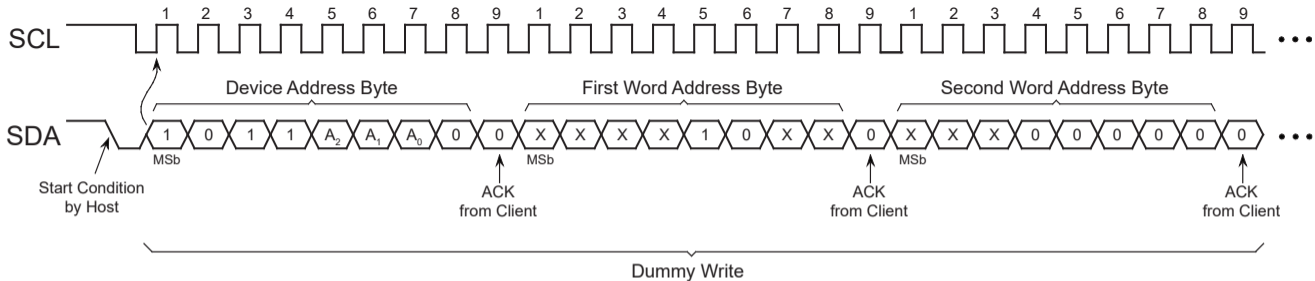 1 2 3 4 5 6 7 8 9 1 2 3 4 5 6 7 8 9 1 2 3 4 5 6 7 8 9
SCL
Device Address Byte First Word Address Byte Second Word Address Byte
SDA 1 0 1 1 A₂ A₁ A₀ 0 0 X X X X 1 0 X X 0 X X X 0 0 0 0 0 0
MSb MSb MSb
Start Condition
by Host
ACK
from Client
ACK
from Client
ACK
from Client
Dummy Write